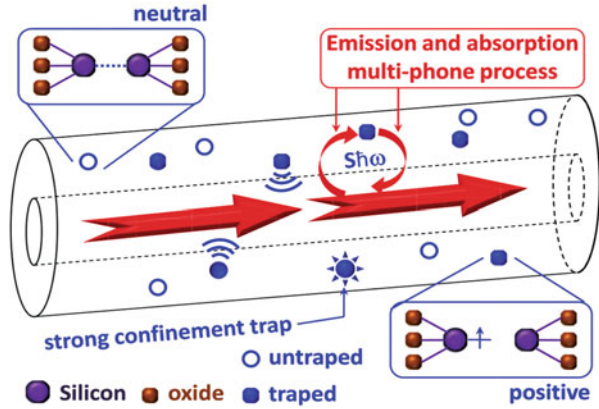 neutral
Emission and absorption
multi-phone process
sħω
strong confinement trap
untraped
Silicon
oxide
traped
positive